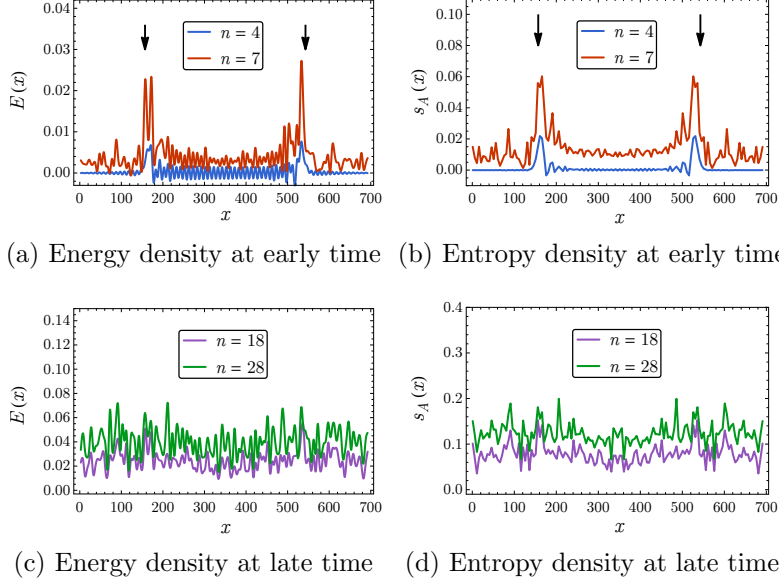 0.04
0.03
0.02
0.01
0.00
E(x)
n = 4
n = 7
0 100 200 300 400 500 600 700
x
0.10
0.08
0.06
0.04
0.02
0.00
s_A(x)
n = 4
n = 7
0 100 200 300 400 500 600 700
x
(a) Energy density at early time (b) Entropy density at early time
0.14
0.12
0.10
0.08
0.06
0.04
0.02
0.00
E(x)
n = 18
n = 28
0 100 200 300 400 500 600 700
x
0.4
0.3
0.2
0.1
0.0
s_A(x)
n = 18
n = 28
0 100 200 300 400 500 600 700
x
(c) Energy density at late time (d) Entropy density at late time